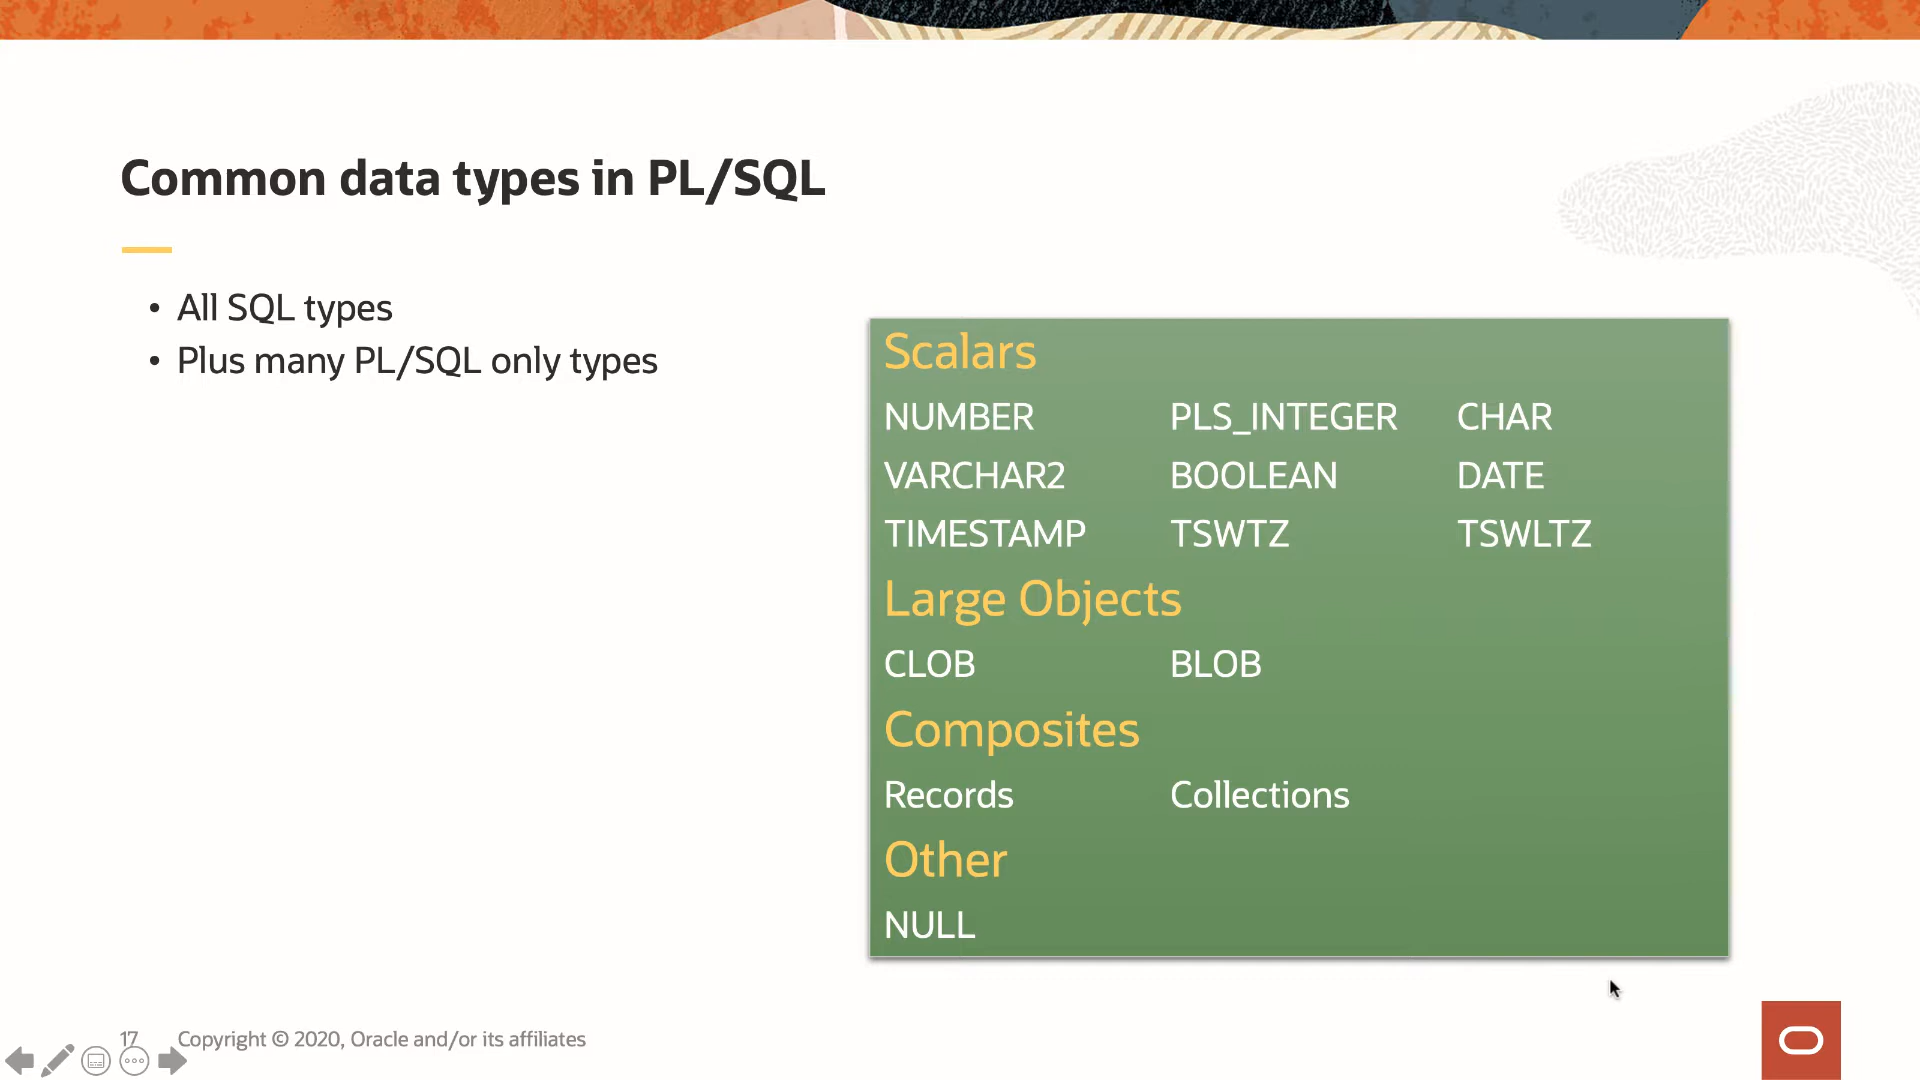 Common data types in PL/SQL
• All SQL types
• Plus many PL/SQL only types
Scalars
NUMBER PLS_INTEGER CHAR
VARCHAR2 BOOLEAN DATE
TIMESTAMP TSWTZ TSWLTZ
Large Objects
CLOB BLOB
Composites
Records Collections
Other
NULL
17 Copyright © 2020, Oracle and/or its affiliates